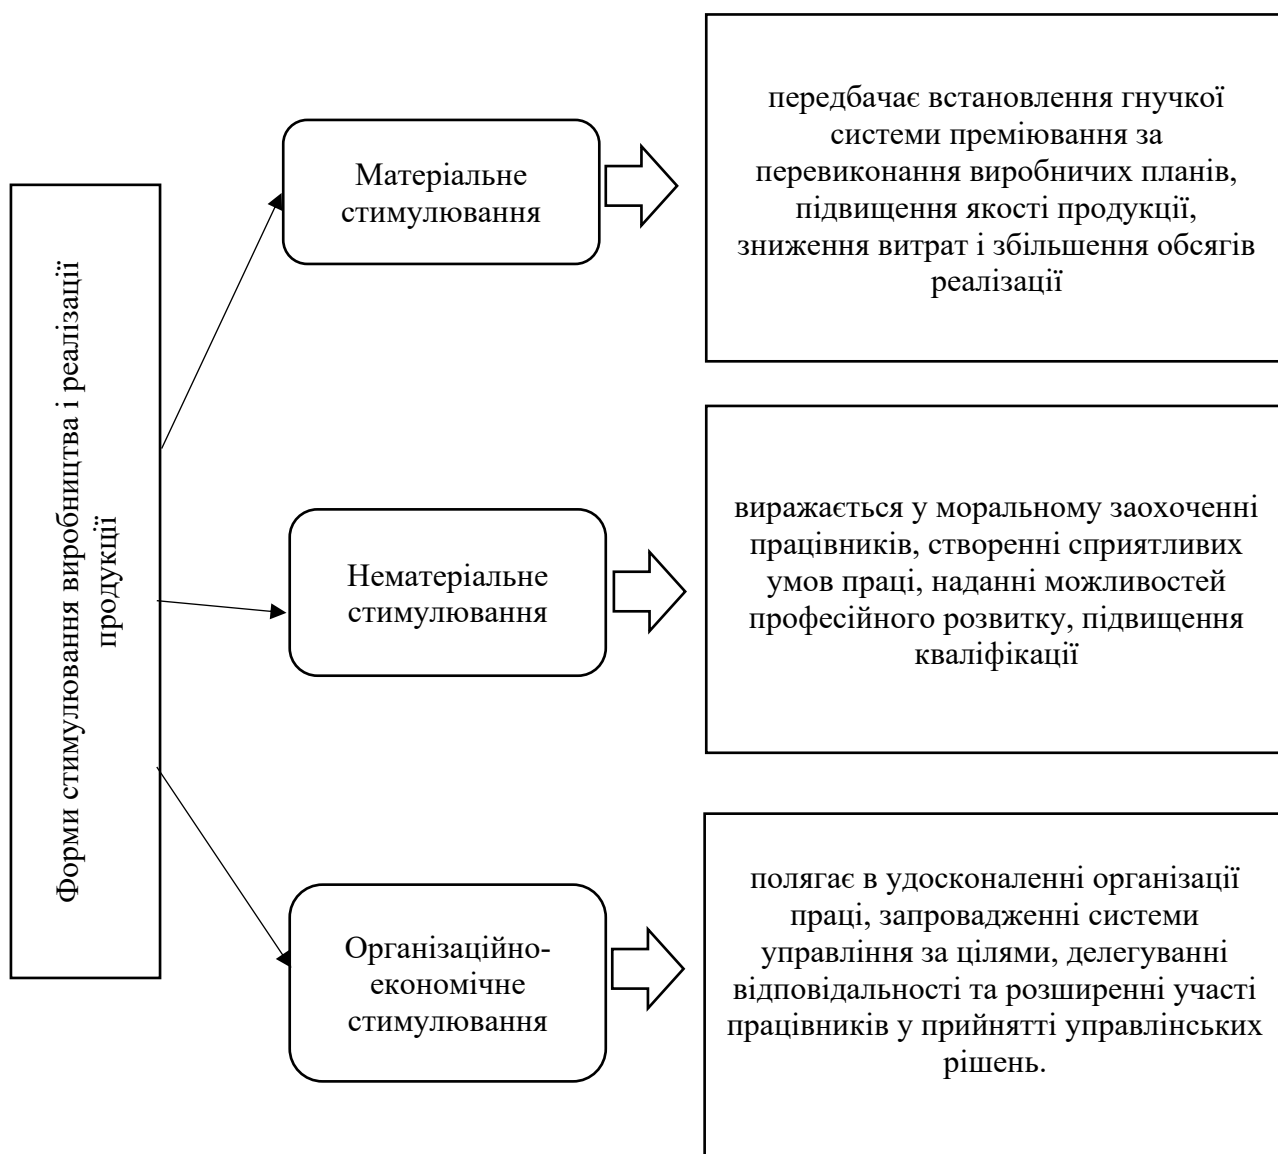 Форми стимулювання виробництва і реалізації
продукції
Матеріальне
стимулювання
передбачає встановлення гнучкої
системи преміювання за
перевиконання виробничих планів,
підвищення якості продукції,
зниження витрат і збільшення обсягів
реалізації
Нематеріальне
стимулювання
виражається у моральному заохоченні
працівників, створенні сприятливих
умов праці, наданні можливостей
професійного розвитку, підвищення
кваліфікації
Організаційно-
економічне
стимулювання
полягає в удосконаленні організації
праці, запровадженні системи
управління за цілями, делегуванні
відповідальності та розширенні участі
працівників у прийнятті управлінських
рішень.